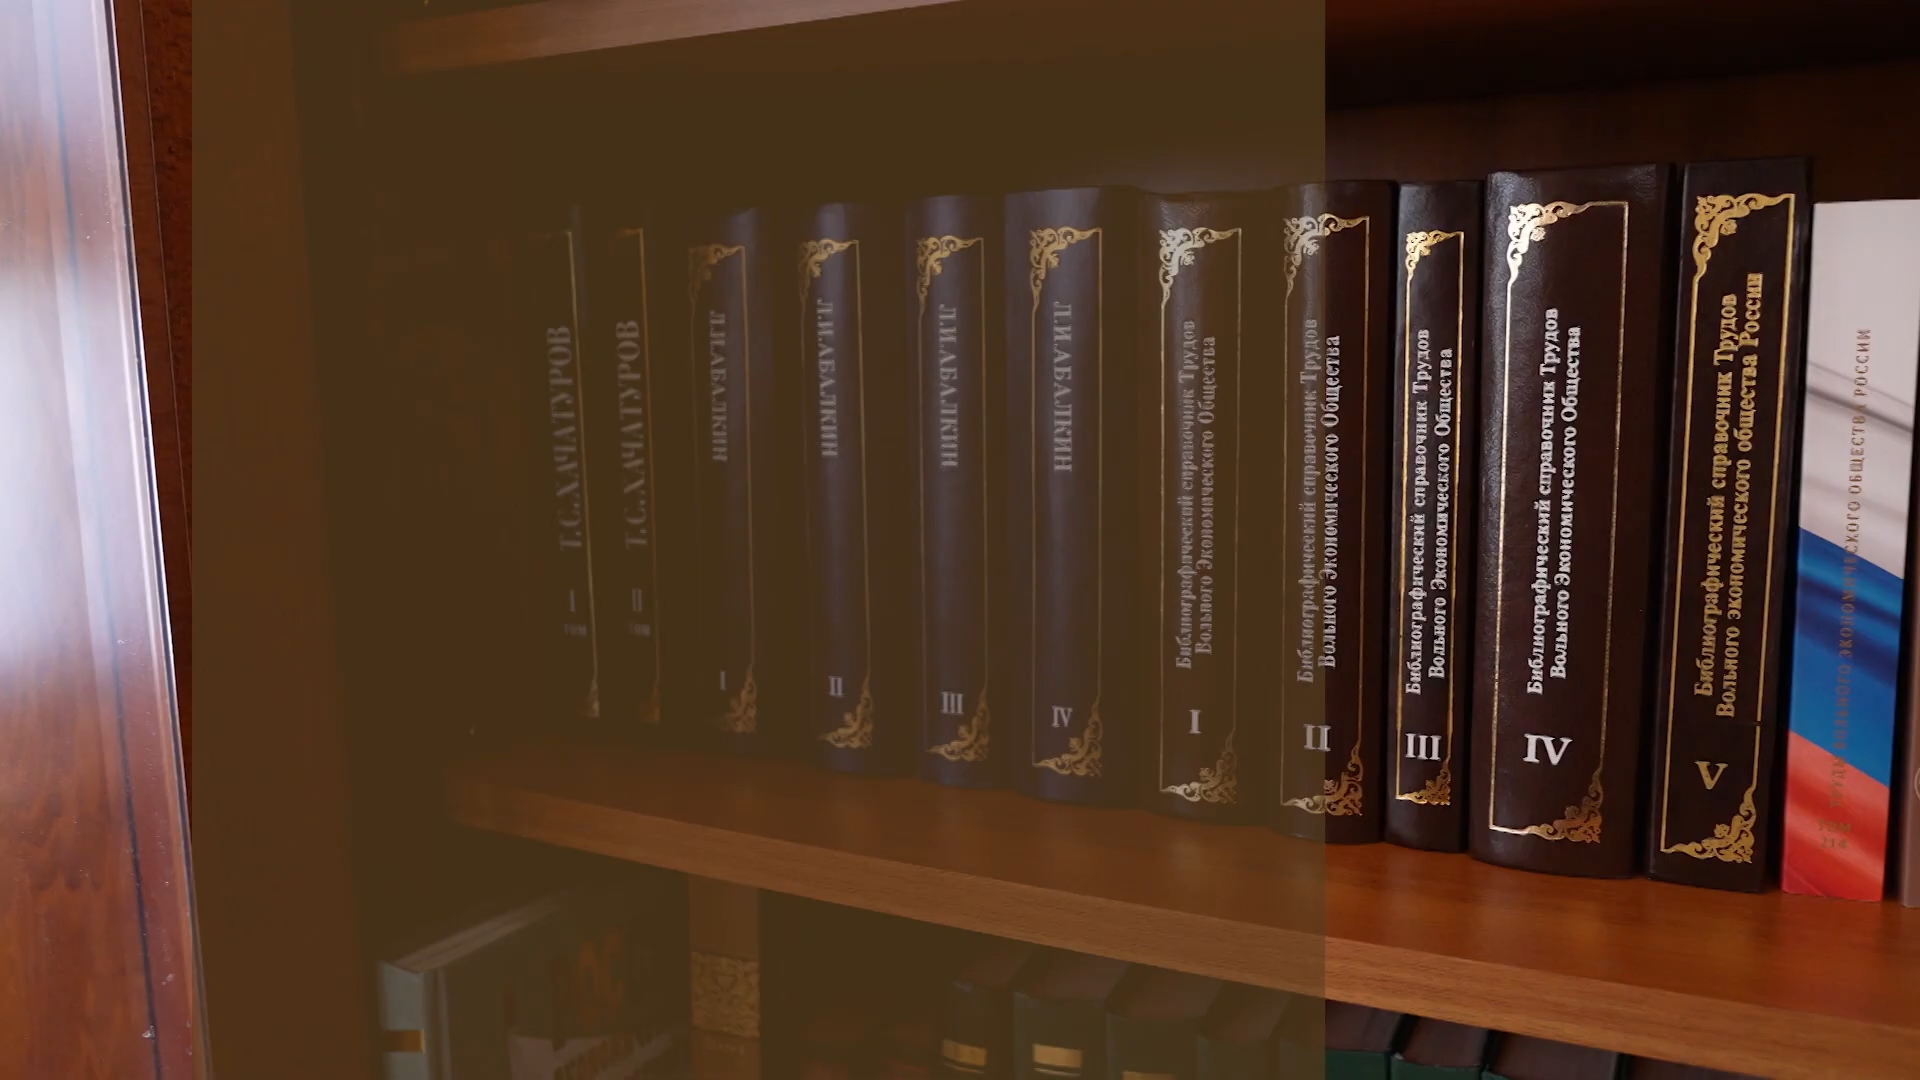 Т.С.ХАЧАТУРОВ
I
ТОМ
Т.С.ХАЧАТУРОВ
II
ТОМ
Л.И.АБАЛКИН
I
Л.И.АБАЛКИН
II
Л.И.АБАЛКИН
III
Л.И.АБАЛКИН
IV
Библиографический справочник Трудов
Вольного Экономического Общества
I
Библиографический справочник Трудов
Вольного Экономического Общества
II
Библиографический справочник Трудов
Вольного Экономического Общества
III
Библиографический справочник Трудов
Вольного Экономического Общества
IV
Библиографический справочник Трудов
Вольного экономического общества России
V
ТРУДЫ ВОЛЬНОГО ЭКОНОМИЧЕСКОГО ОБЩЕСТВА РОССИИ